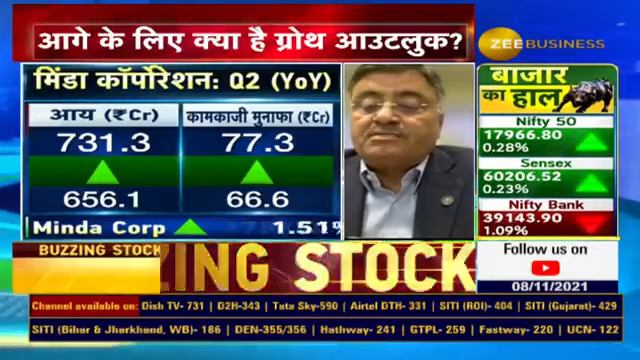 आगे के लिए क्या है ग्रोथ आउटलुक?
ZEEBUSINESS
मिंडा कॉर्पोरेशन: Q2 (YoY)
आय (₹Cr)
731.3
656.1
कामकाजी मुनाफा (₹Cr)
77.3
66.6
Minda Corp 1.51%
बाजार
का हाल
Nifty 50
17966.80
0.28%
Sensex
60206.52
0.23%
Nifty Bank
39143.90
1.09%
BUZZING STOCK
ZING STOCK
Follow us on
08/11/2021
Channel available on: Dish TV- 731 | D2H-343 | Tata Sky-590 | Airtel DTH- 331 | SITI (ROI)- 404 | SITI (Gujarat)- 429
SITI (Bihar & Jharkhand, WB)- 186 | DEN-355/356 | Hathway- 241 | GTPL- 259 | Fastway- 220 | UCN- 122